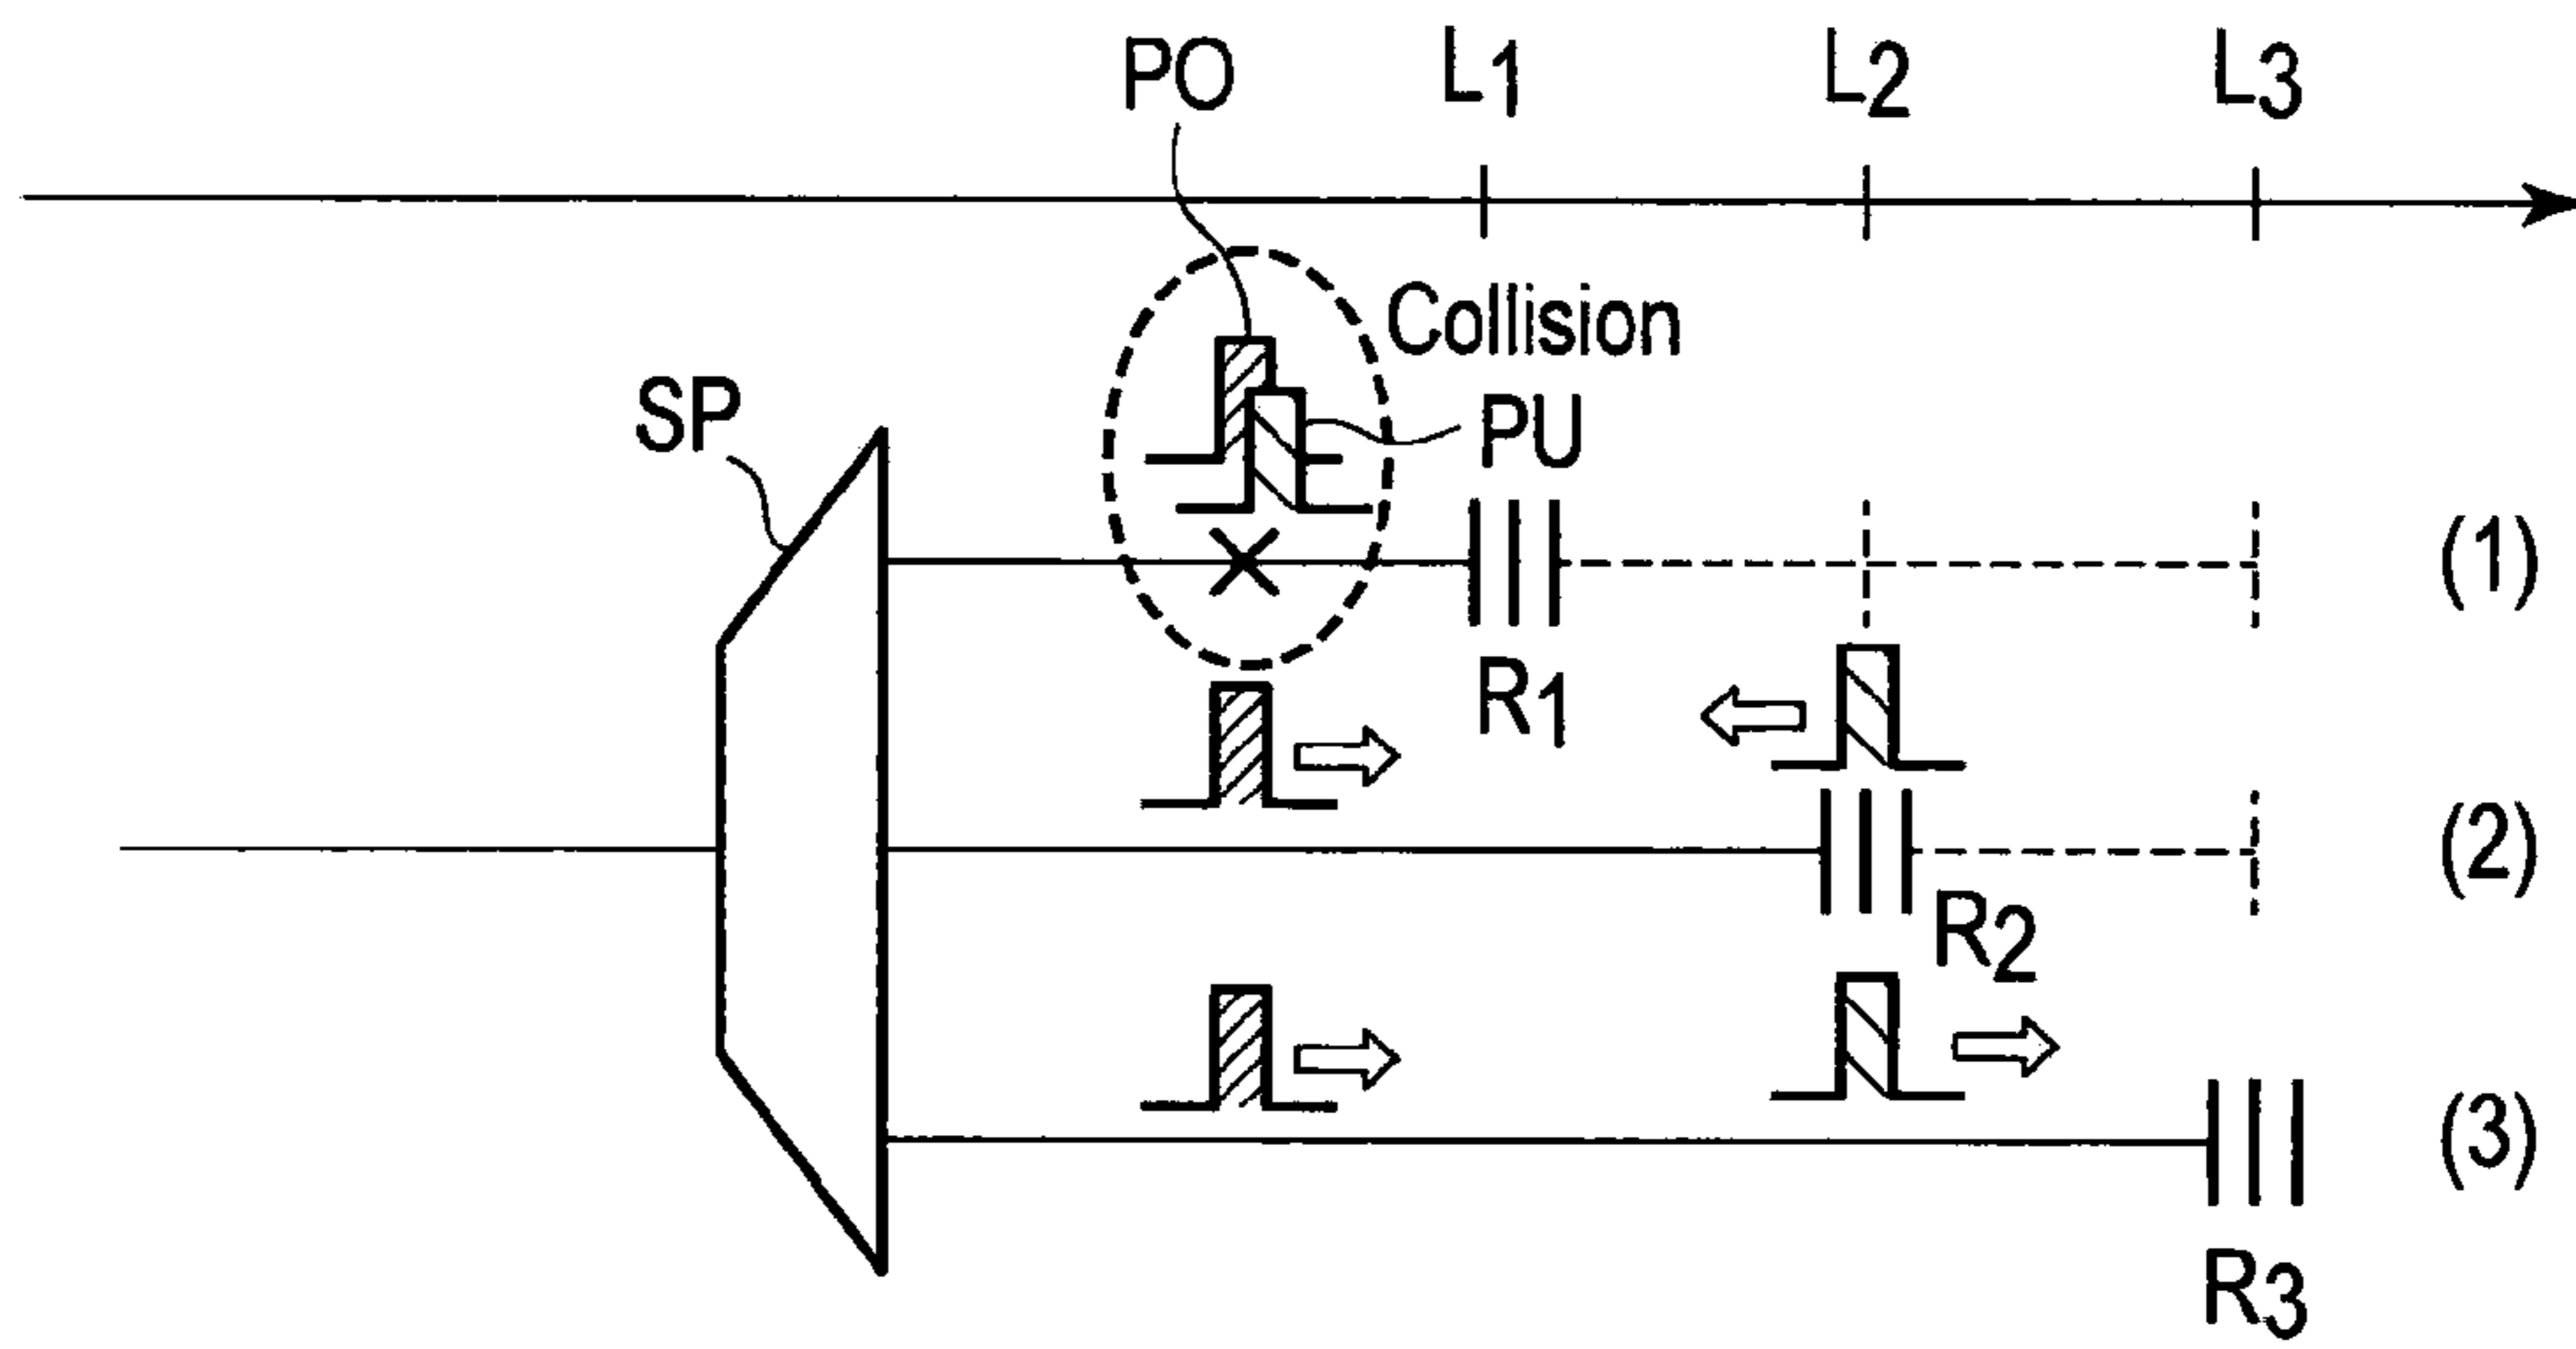 PO L1 L2 L3
Collision
SP
PU
(1)
R1
(2)
R2
(3)
R3